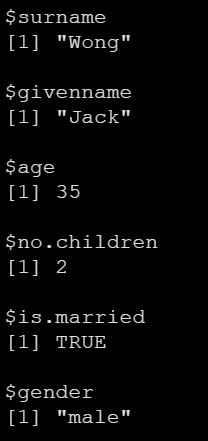 $surname
[1] "Wong"
$givenname
[1] "Jack"
$age
[1] 35
$no.children
[1] 2
$is.married
[1] TRUE
$gender
[1] "male"